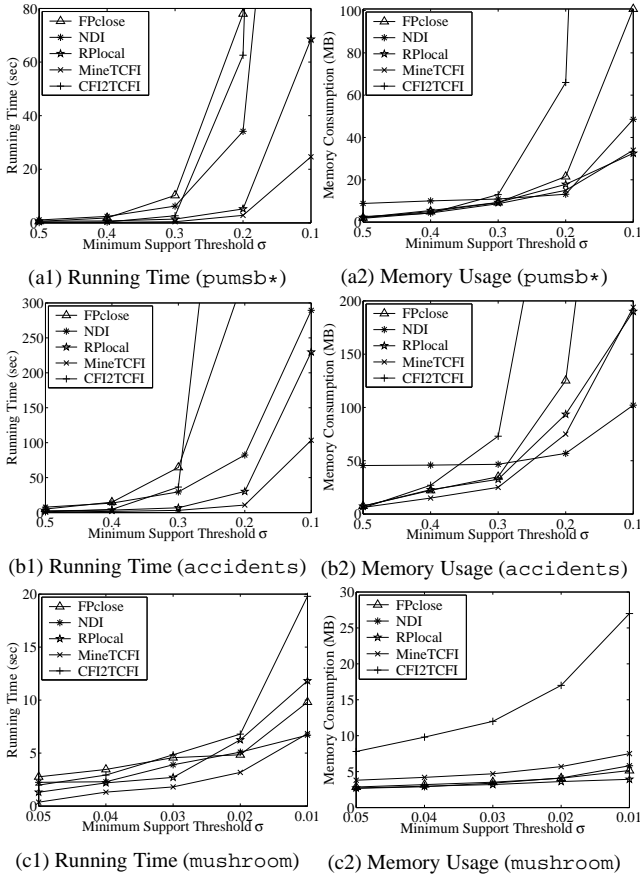 80
60
40
20
0
0.5 0.4 0.3 0.2 0.1
Running Time (sec)
Minimum Support Threshold σ
FPclose
NDI
RPlocal
MineTCFI
CFI2TCFI
(a1) Running Time (pumsb*)
100
80
60
40
20
0
0.5 0.4 0.3 0.2 0.1
Memory Consumption (MB)
Minimum Support Threshold σ
FPclose
NDI
RPlocal
MineTCFI
CFI2TCFI
(a2) Memory Usage (pumsb*)
300
250
200
150
100
50
0
0.5 0.4 0.3 0.2 0.1
Running Time (sec)
Minimum Support Threshold σ
FPclose
NDI
RPlocal
MineTCFI
CFI2TCFI
(b1) Running Time (accidents)
200
150
100
50
0
0.5 0.4 0.3 0.2 0.1
Memory Consumption (MB)
Minimum Support Threshold σ
FPclose
NDI
RPlocal
MineTCFI
CFI2TCFI
(b2) Memory Usage (accidents)
20
15
10
5
0
0.05 0.04 0.03 0.02 0.01
Running Time (sec)
Minimum Support Threshold σ
FPclose
NDI
RPlocal
MineTCFI
CFI2TCFI
(c1) Running Time (mushroom)
30
25
20
15
10
5
0
0.05 0.04 0.03 0.02 0.01
Memory Consumption (MB)
Minimum Support Threshold σ
FPclose
NDI
RPlocal
MineTCFI
CFI2TCFI
(c2) Memory Usage (mushroom)